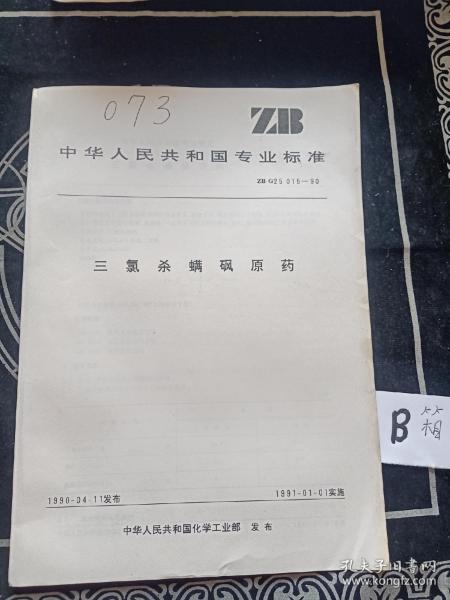 073
ZB
中华人民共和国专业标准
ZB G25 015—90
三氯杀螨砜原药
B箱
1990-04-11发布
1991-01-01实施
中华人民共和国化学工业部 发布
孔夫子旧书网
www.kongfz.com